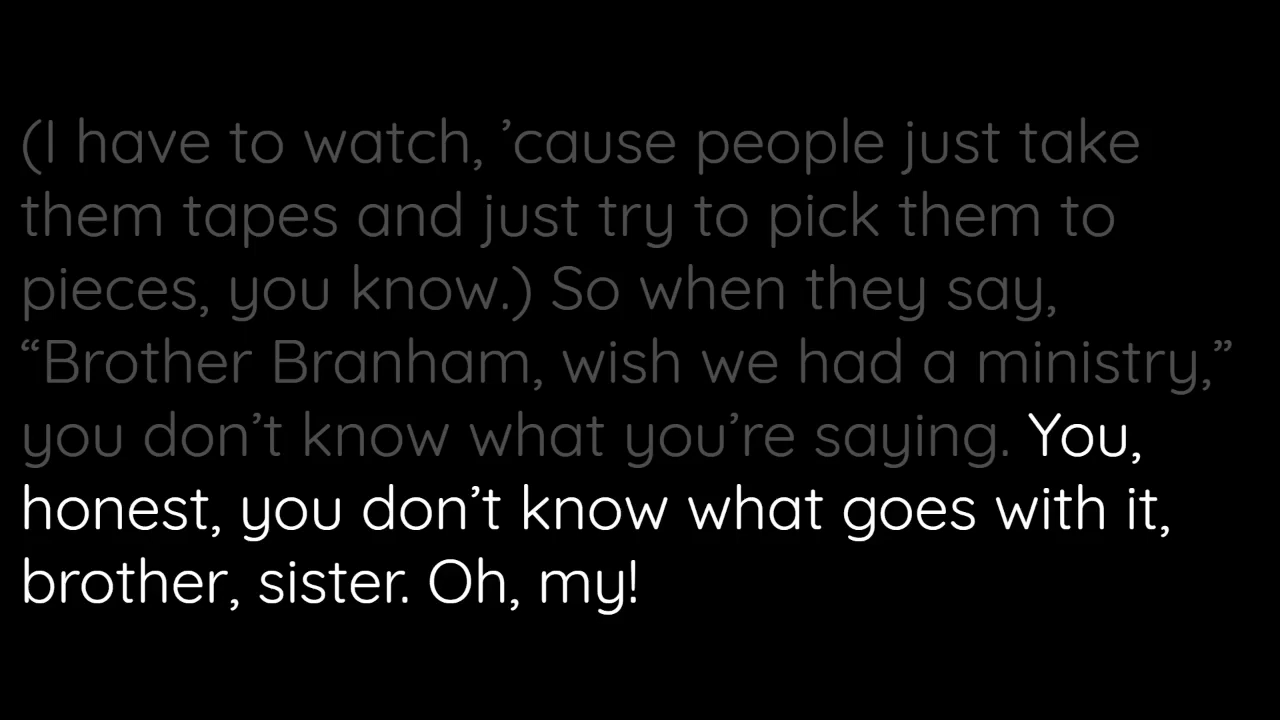 (I have to watch, ’cause people just take
them tapes and just try to pick them to
pieces, you know.) So when they say,
“Brother Branham, wish we had a ministry,”
you don’t know what you’re saying. You,
honest, you don’t know what goes with it,
brother, sister. Oh, my!